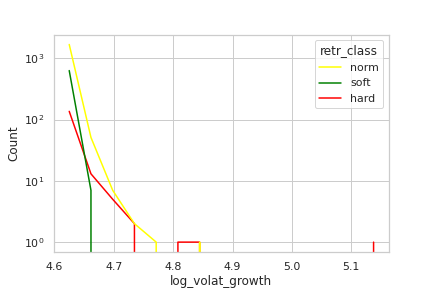 retr_class
norm
soft
hard
10³
10²
10¹
10⁰
Count
4.6 4.7 4.8 4.9 5.0 5.1
log_volat_growth